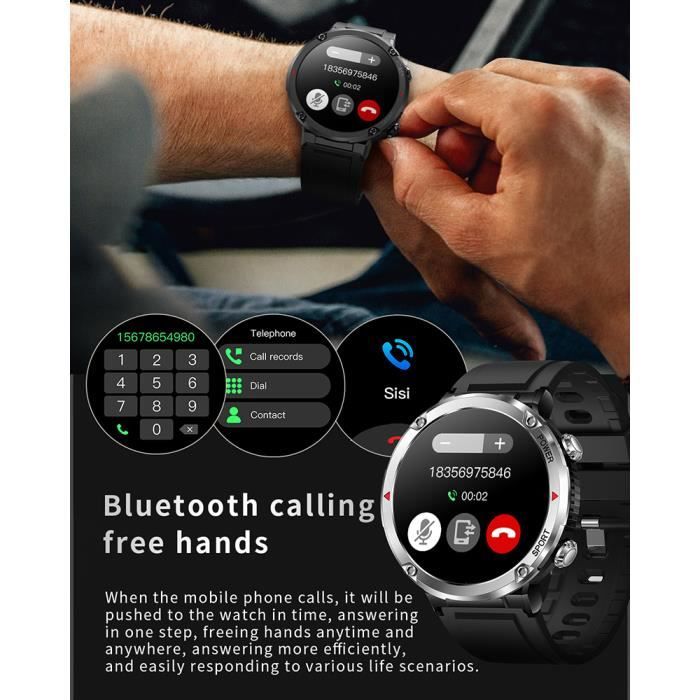 - +
18356975846
00:02
15678654980
1 2 3
4 5 6
7 8 9
0
Telephone
Call records
Dial
Contact
Sisi
- +
18356975846
00:02
POWER
SPORT
Bluetooth calling
free hands
When the mobile phone calls, it will be
pushed to the watch in time, answering
in one step, freeing hands anytime and
anywhere, answering more efficiently,
and easily responding to various life scenarios.